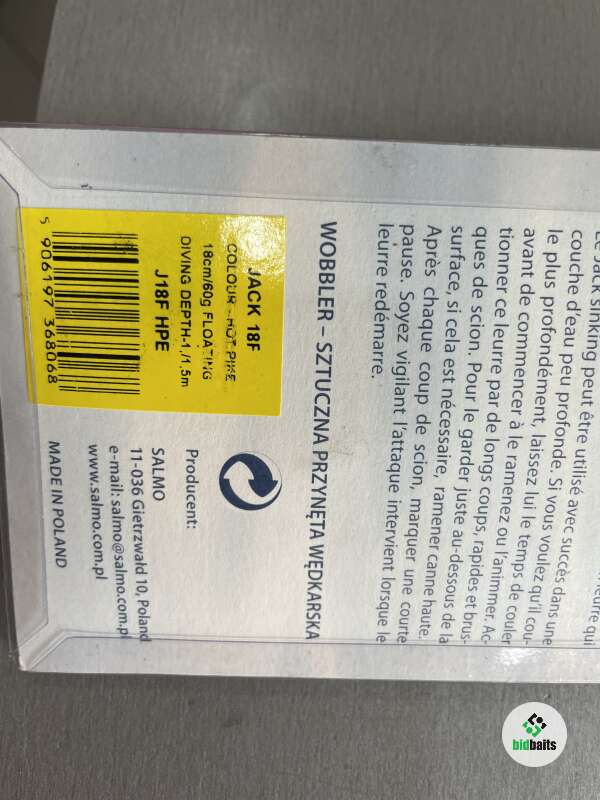 Le Jack sinking peut être utilisé avec succès dans une
couche d'eau peu profonde. Si vous voulez qu'il cou-
le plus profondément, laissez lui le temps de couler
avant de commencer à le ramenez ou l'animmer. Ac-
tionner ce leurre par de longs coups, rapides et brus-
ques de scion. Pour le garder juste au-dessous de la
surface, si cela est nécessaire, ramener canne haute.
Après chaque coup de scion, marquer une courte
pause. Soyez vigilant l'attaque intervient lorsque le
leurre redémarre.
WOBBLER – SZTUCZNA PRZYNĘTA WĘDKARSKA
JACK 18F
COLOUR - HOT PIKE
18cm/60g FLOATING
DIVING DEPTH-1,/1,5m
J18F HPE
5 906197 368068
Producent:
SALMO
11-036 Gietrzwałd 10, Poland
e-mail: salmo@salmo.com.pl
www.salmo.com.pl
MADE IN POLAND
bidbaits